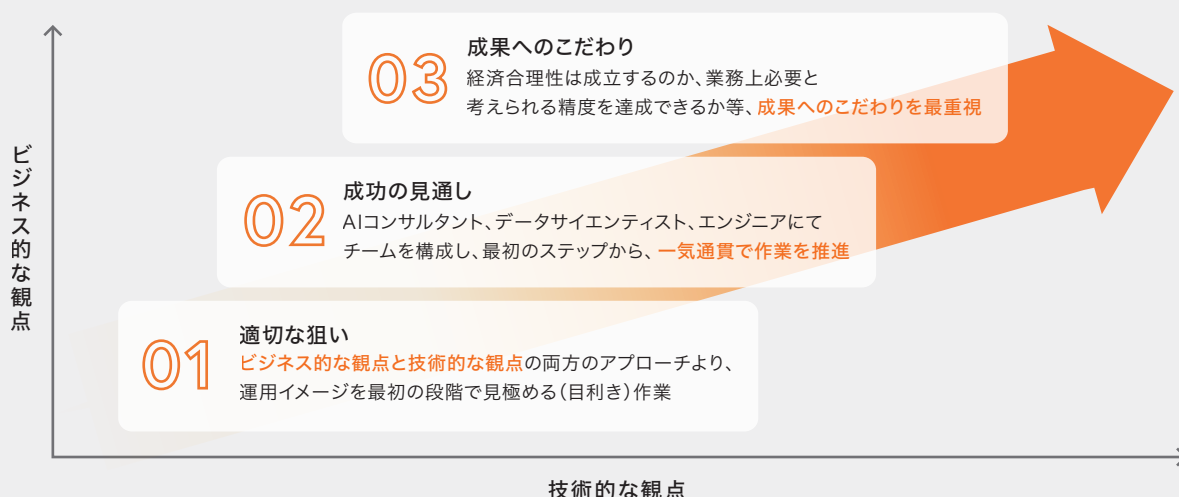 ビジネス的な観点
03
成果へのこだわり
経済合理性は成立するのか、業務上必要と
考えられる精度を達成できるか等、成果へのこだわりを最重視
02
成功の見通し
AIコンサルタント、データサイエンティスト、エンジニアにて
チームを構成し、最初のステップから、一気通貫で作業を推進
01
適切な狙い
ビジネス的な観点と技術的な観点の両方のアプローチより、
運用イメージを最初の段階で見極める(目利き)作業
技術的な観点